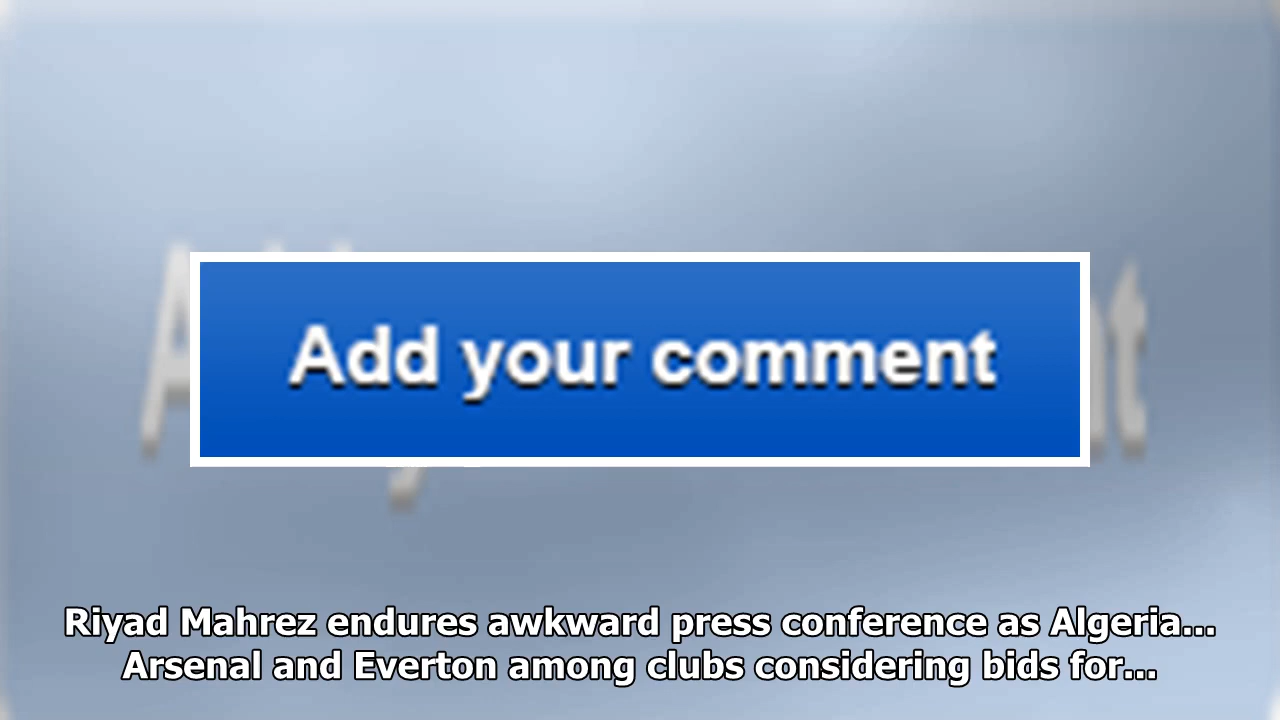 Add your comment
Riyad Mahrez endures awkward press conference as Algeria...
Arsenal and Everton among clubs considering bids for...